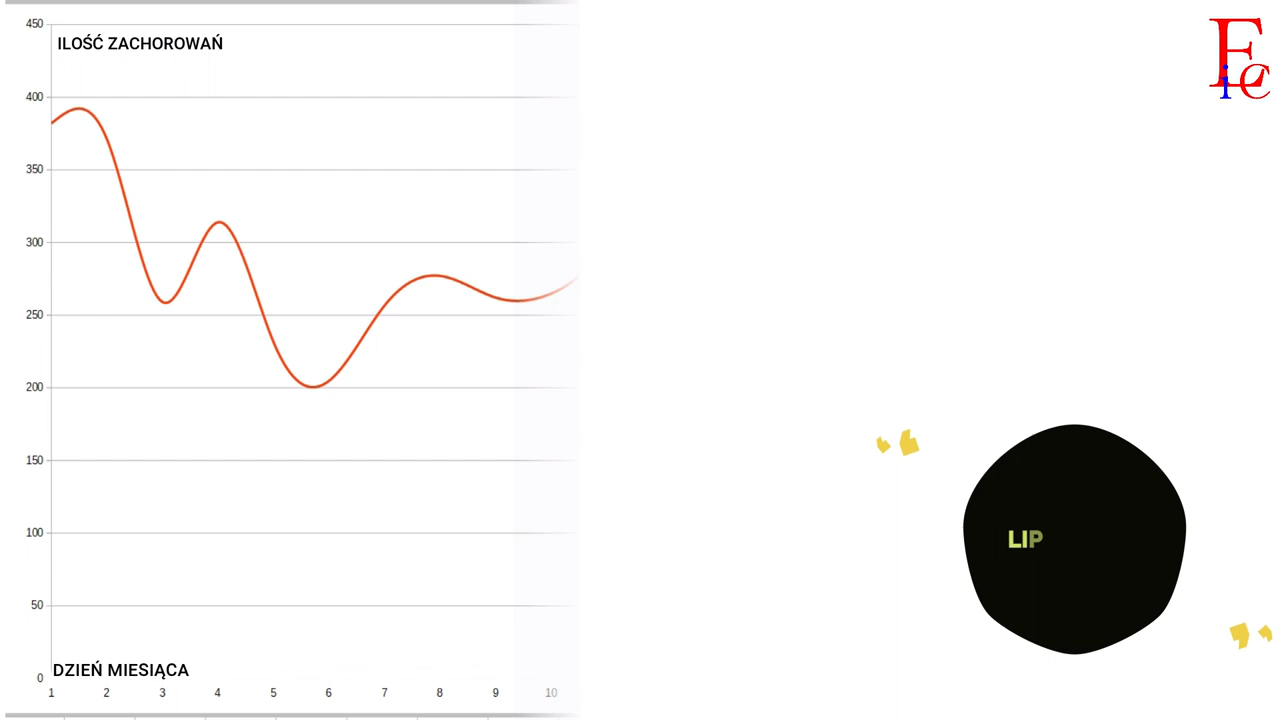 450
ILOŚĆ ZACHOROWAŃ
400
350
300
250
200
150
100
50
0
DZIEŃ MIESIĄCA
1 2 3 4 5 6 7 8 9 10
E
i C
“
LIP
”